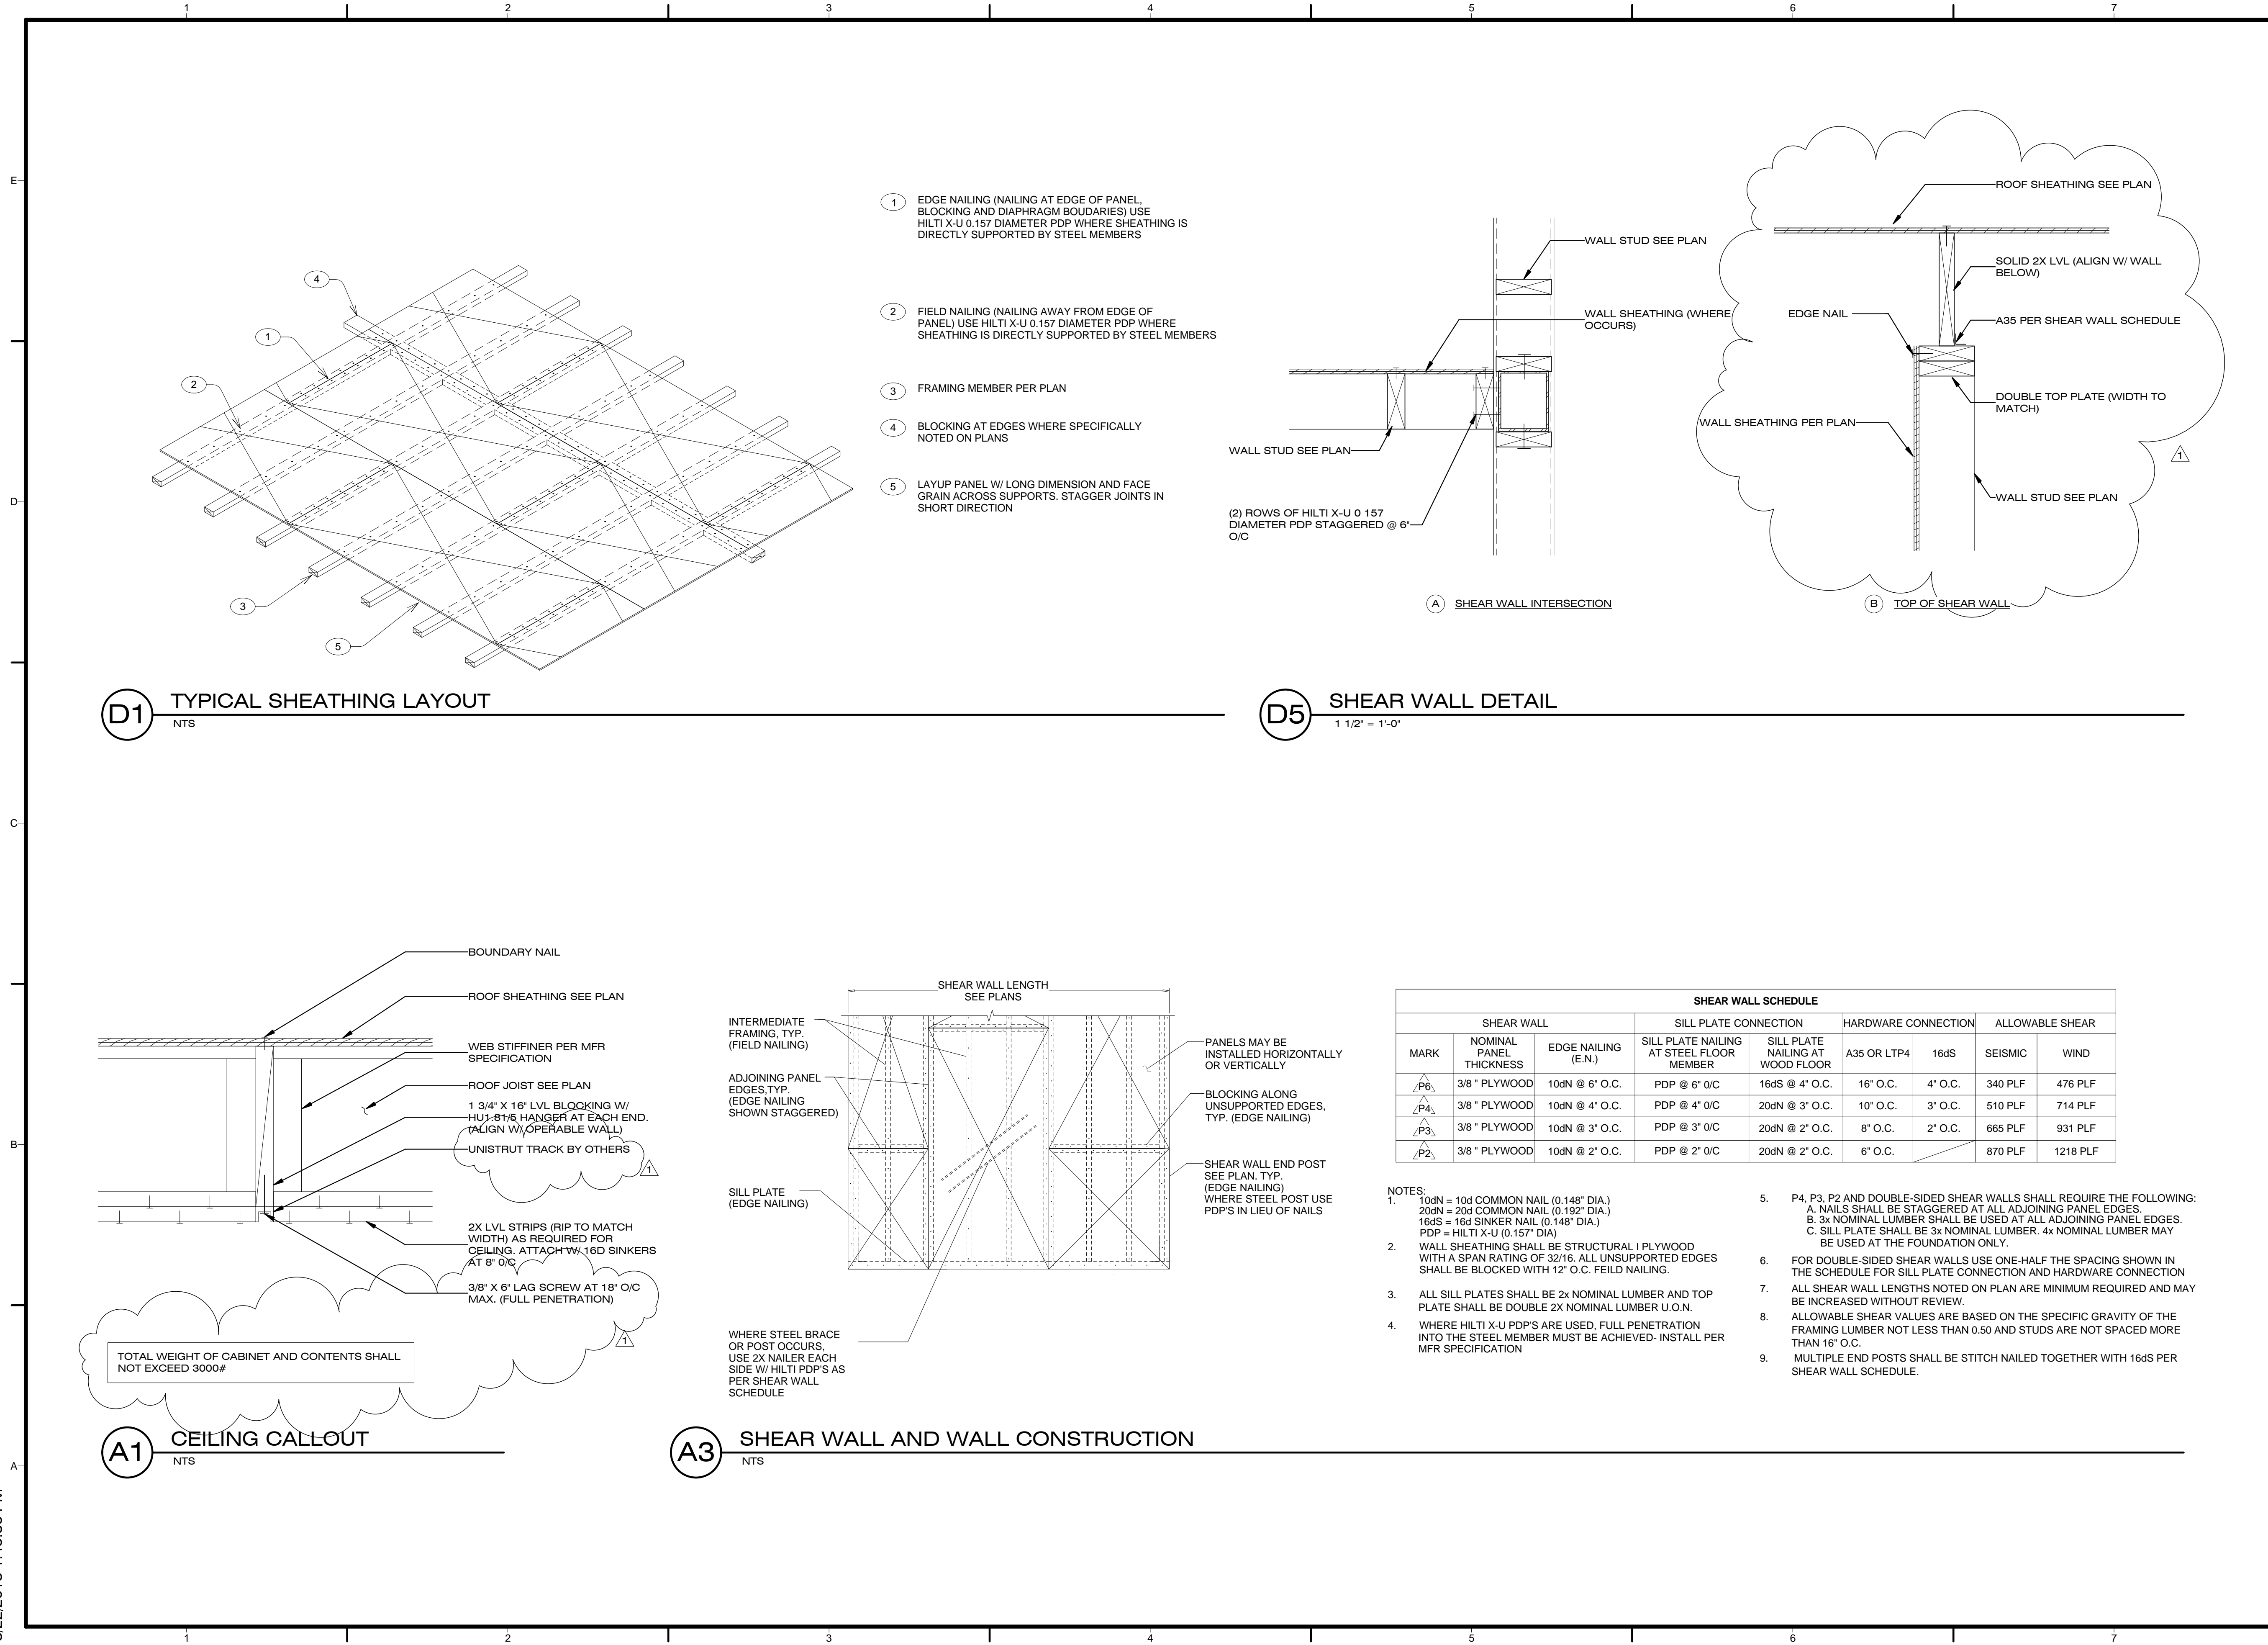 1 2 3 4 5 6 7
E
D
C
B
A
1 EDGE NAILING (NAILING AT EDGE OF PANEL,
BLOCKING AND DIAPHRAGM BOUDARIES) USE
HILTI X-U 0.157 DIAMETER PDP WHERE SHEATHING IS
DIRECTLY SUPPORTED BY STEEL MEMBERS
2 FIELD NAILING (NAILING AWAY FROM EDGE OF
PANEL) USE HILTI X-U 0.157 DIAMETER PDP WHERE
SHEATHING IS DIRECTLY SUPPORTED BY STEEL MEMBERS
3 FRAMING MEMBER PER PLAN
4 BLOCKING AT EDGES WHERE SPECIFICALLY
NOTED ON PLANS
5 LAYUP PANEL W/ LONG DIMENSION AND FACE
GRAIN ACROSS SUPPORTS. STAGGER JOINTS IN
SHORT DIRECTION
4
1
2
3
5
D1 TYPICAL SHEATHING LAYOUT
NTS
WALL STUD SEE PLAN
WALL SHEATHING (WHERE
OCCURS)
WALL STUD SEE PLAN
(2) ROWS OF HILTI X-U 0 157
DIAMETER PDP STAGGERED @ 6"
O/C
A SHEAR WALL INTERSECTION
ROOF SHEATHING SEE PLAN
SOLID 2X LVL (ALIGN W/ WALL
BELOW)
EDGE NAIL
A35 PER SHEAR WALL SCHEDULE
DOUBLE TOP PLATE (WIDTH TO
MATCH)
WALL SHEATHING PER PLAN
1
WALL STUD SEE PLAN
B TOP OF SHEAR WALL
D5 SHEAR WALL DETAIL
1 1/2" = 1'-0"
BOUNDARY NAIL
ROOF SHEATHING SEE PLAN
WEB STIFFINER PER MFR
SPECIFICATION
ROOF JOIST SEE PLAN
1 3/4" X 16" LVL BLOCKING W/
HU1.81/5 HANGER AT EACH END.
(ALIGN W/ OPERABLE WALL)
UNISTRUT TRACK BY OTHERS
1
2X LVL STRIPS (RIP TO MATCH
WIDTH) AS REQUIRED FOR
CEILING. ATTACH W/ 16D SINKERS
AT 8" 0/C
3/8" X 6" LAG SCREW AT 18" O/C
MAX. (FULL PENETRATION)
1
TOTAL WEIGHT OF CABINET AND CONTENTS SHALL
NOT EXCEED 3000#
A1 CEILING CALLOUT
NTS
SHEAR WALL LENGTH
SEE PLANS
INTERMEDIATE
FRAMING, TYP.
(FIELD NAILING)
ADJOINING PANEL
EDGES,TYP.
(EDGE NAILING
SHOWN STAGGERED)
SILL PLATE
(EDGE NAILING)
WHERE STEEL BRACE
OR POST OCCURS,
USE 2X NAILER EACH
SIDE W/ HILTI PDP'S AS
PER SHEAR WALL
SCHEDULE
PANELS MAY BE
INSTALLED HORIZONTALLY
OR VERTICALLY
BLOCKING ALONG
UNSUPPORTED EDGES,
TYP. (EDGE NAILING)
SHEAR WALL END POST
SEE PLAN. TYP.
(EDGE NAILING)
WHERE STEEL POST USE
PDP'S IN LIEU OF NAILS
A3 SHEAR WALL AND WALL CONSTRUCTION
NTS
SHEAR WALL SCHEDULE
SHEAR WALL SILL PLATE CONNECTION HARDWARE CONNECTION ALLOWABLE SHEAR
MARK NOMINAL PANEL THICKNESS EDGE NAILING (E.N.) SILL PLATE NAILING AT STEEL FLOOR MEMBER SILL PLATE NAILING AT WOOD FLOOR A35 OR LTP4 16dS SEISMIC WIND
P6 3/8 " PLYWOOD 10dN @ 6" O.C. PDP @ 6" 0/C 16dS @ 4" O.C. 16" O.C. 4" O.C. 340 PLF 476 PLF
P4 3/8 " PLYWOOD 10dN @ 4" O.C. PDP @ 4" 0/C 20dN @ 3" O.C. 10" O.C. 3" O.C. 510 PLF 714 PLF
P3 3/8 " PLYWOOD 10dN @ 3" O.C. PDP @ 3" 0/C 20dN @ 2" O.C. 8" O.C. 2" O.C. 665 PLF 931 PLF
P2 3/8 " PLYWOOD 10dN @ 2" O.C. PDP @ 2" 0/C 20dN @ 2" O.C. 6" O.C. 870 PLF 1218 PLF
NOTES:
1. 10dN = 10d COMMON NAIL (0.148" DIA.)
20dN = 20d COMMON NAIL (0.192" DIA.)
16dS = 16d SINKER NAIL (0.148" DIA.)
PDP = HILTI X-U (0.157" DIA)
2. WALL SHEATHING SHALL BE STRUCTURAL I PLYWOOD
WITH A SPAN RATING OF 32/16. ALL UNSUPPORTED EDGES
SHALL BE BLOCKED WITH 12" O.C. FEILD NAILING.
3. ALL SILL PLATES SHALL BE 2x NOMINAL LUMBER AND TOP
PLATE SHALL BE DOUBLE 2X NOMINAL LUMBER U.O.N.
4. WHERE HILTI X-U PDP'S ARE USED, FULL PENETRATION
INTO THE STEEL MEMBER MUST BE ACHIEVED- INSTALL PER
MFR SPECIFICATION
5. P4, P3, P2 AND DOUBLE-SIDED SHEAR WALLS SHALL REQUIRE THE FOLLOWING:
A. NAILS SHALL BE STAGGERED AT ALL ADJOINING PANEL EDGES.
B. 3x NOMINAL LUMBER SHALL BE USED AT ALL ADJOINING PANEL EDGES.
C. SILL PLATE SHALL BE 3x NOMINAL LUMBER. 4x NOMINAL LUMBER MAY
BE USED AT THE FOUNDATION ONLY.
6. FOR DOUBLE-SIDED SHEAR WALLS USE ONE-HALF THE SPACING SHOWN IN
THE SCHEDULE FOR SILL PLATE CONNECTION AND HARDWARE CONNECTION
7. ALL SHEAR WALL LENGTHS NOTED ON PLAN ARE MINIMUM REQUIRED AND MAY
BE INCREASED WITHOUT REVIEW.
8. ALLOWABLE SHEAR VALUES ARE BASED ON THE SPECIFIC GRAVITY OF THE
FRAMING LUMBER NOT LESS THAN 0.50 AND STUDS ARE NOT SPACED MORE
THAN 16" O.C.
9. MULTIPLE END POSTS SHALL BE STITCH NAILED TOGETHER WITH 16dS PER
SHEAR WALL SCHEDULE.
1 2 3 4 5 6 7